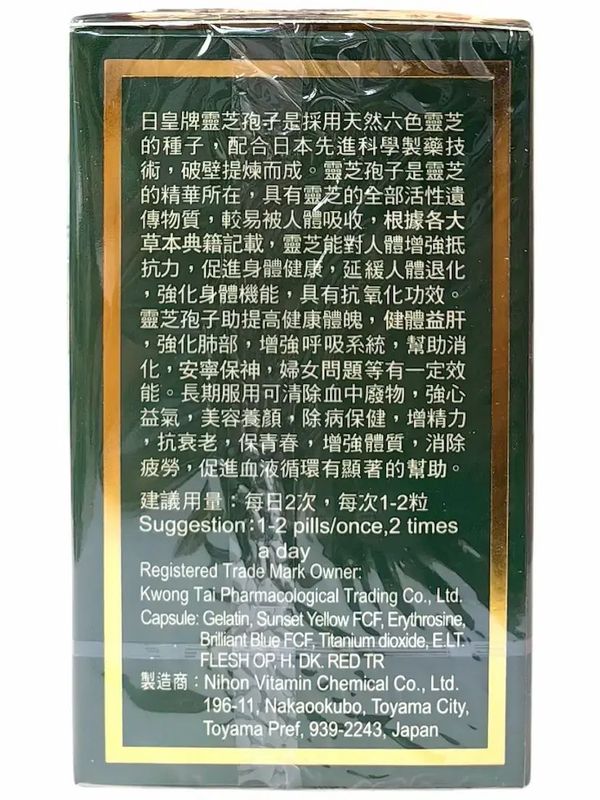 日皇牌靈芝孢子是採用天然六色靈芝
的種子，配合日本先進科學製藥技
術，破壁提煉而成。靈芝孢子是靈芝
的精華所在，具有靈芝的全部活性遺
傳物質，較易被人體吸收，根據各大
草本典籍記載，靈芝能對人體增強抵
抗力，促進身體健康，延緩人體退化
，強化身體機能，具有抗氧化功效。
靈芝孢子助提高健康體魄，健體益肝
，強化肺部，增強呼吸系統，幫助消
化，安寧保神，婦女問題等有一定效
能。長期服用可清除血中廢物，強心
益氣，美容養顏，除病保健，增精力
，抗衰老，保青春，增強體質，消除
疲勞，促進血液循環有顯著的幫助。
建議用量：每日2次，每次1-2粒
Suggestion:1-2 pills/once,2 times
a day
Registered Trade Mark Owner:
Kwong Tai Pharmacological Trading Co., Ltd.
Capsule: Gelatin, Sunset Yellow FCF, Erythrosine,
Brilliant Blue FCF, Titanium dioxide, E.LT.
FLESH OP, H. DK. RED TR
製造商：Nihon Vitamin Chemical Co., Ltd.
196-11, Nakaookubo, Toyama City,
Toyama Pref, 939-2243, Japan